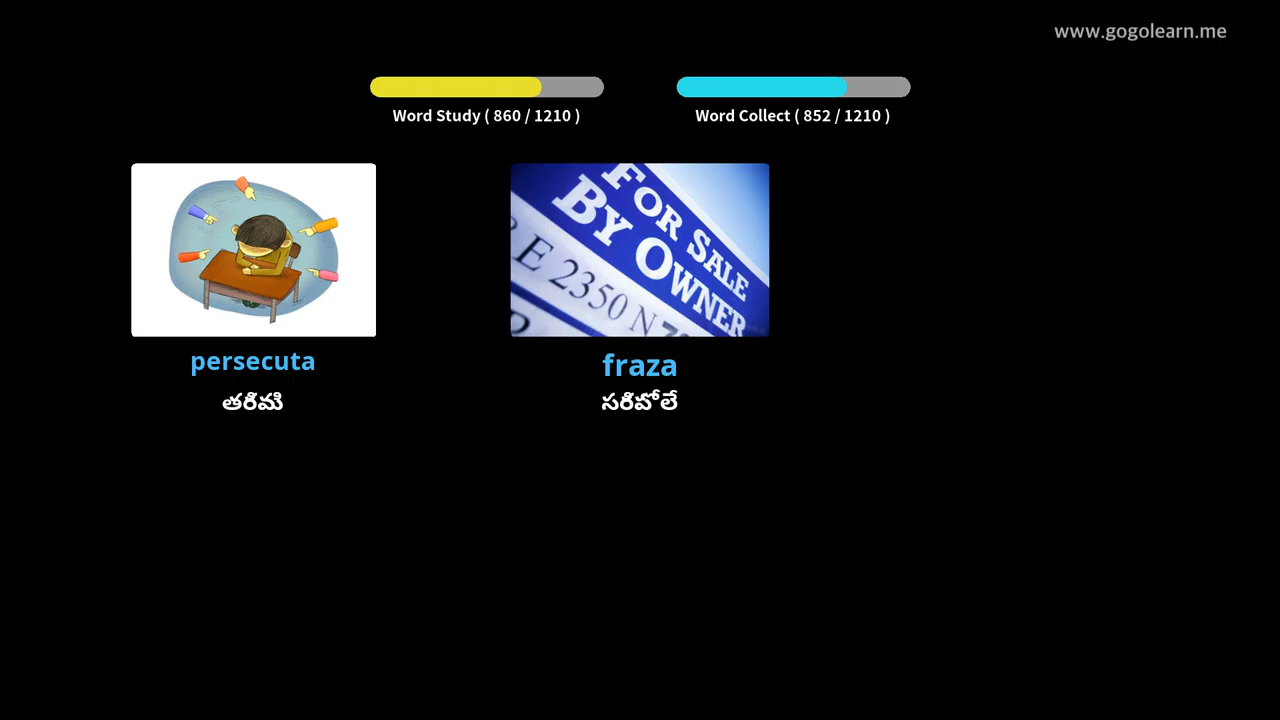 www.gogolearn.me
Word Study ( 860 / 1210 )
Word Collect ( 852 / 1210 )
FOR SALE
BY OWNER
E 2350 N
persecuta
fraza
తరిమి
సరిపోలే